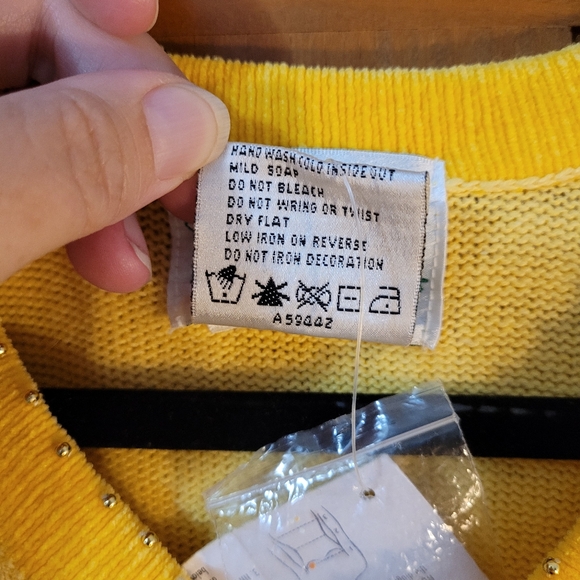 HAND WASH COLD INSIDE OUT
MILD SOAP
DO NOT BLEACH
DO NOT WRING OR TWIST
DRY FLAT
LOW IRON ON REVERSE
DO NOT IRON DECORATION
A59442